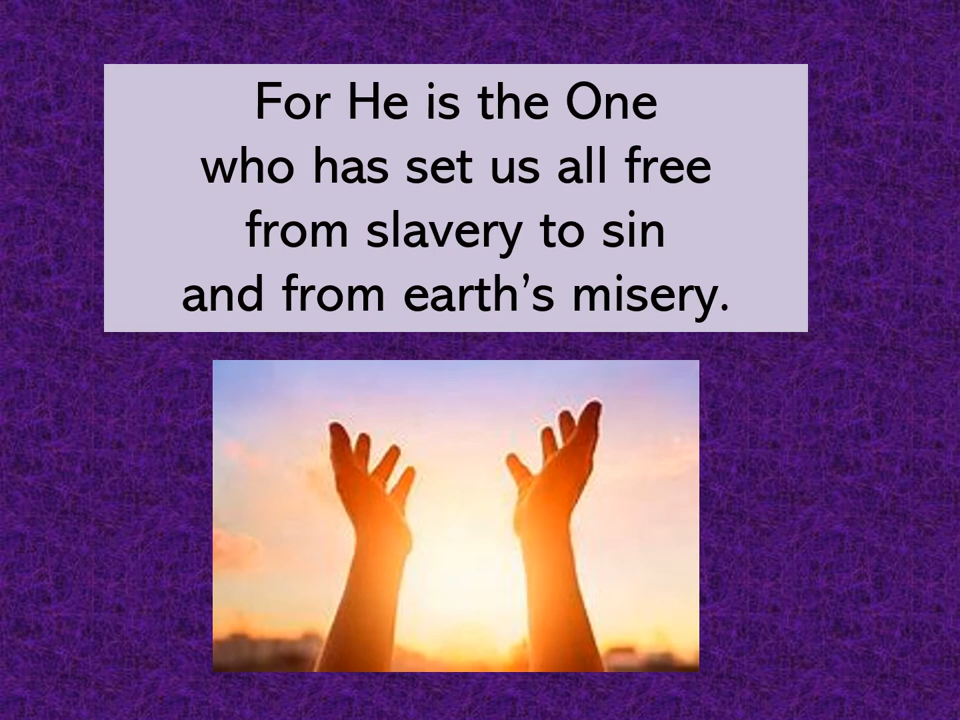 For He is the One
who has set us all free
from slavery to sin
and from earth’s misery.